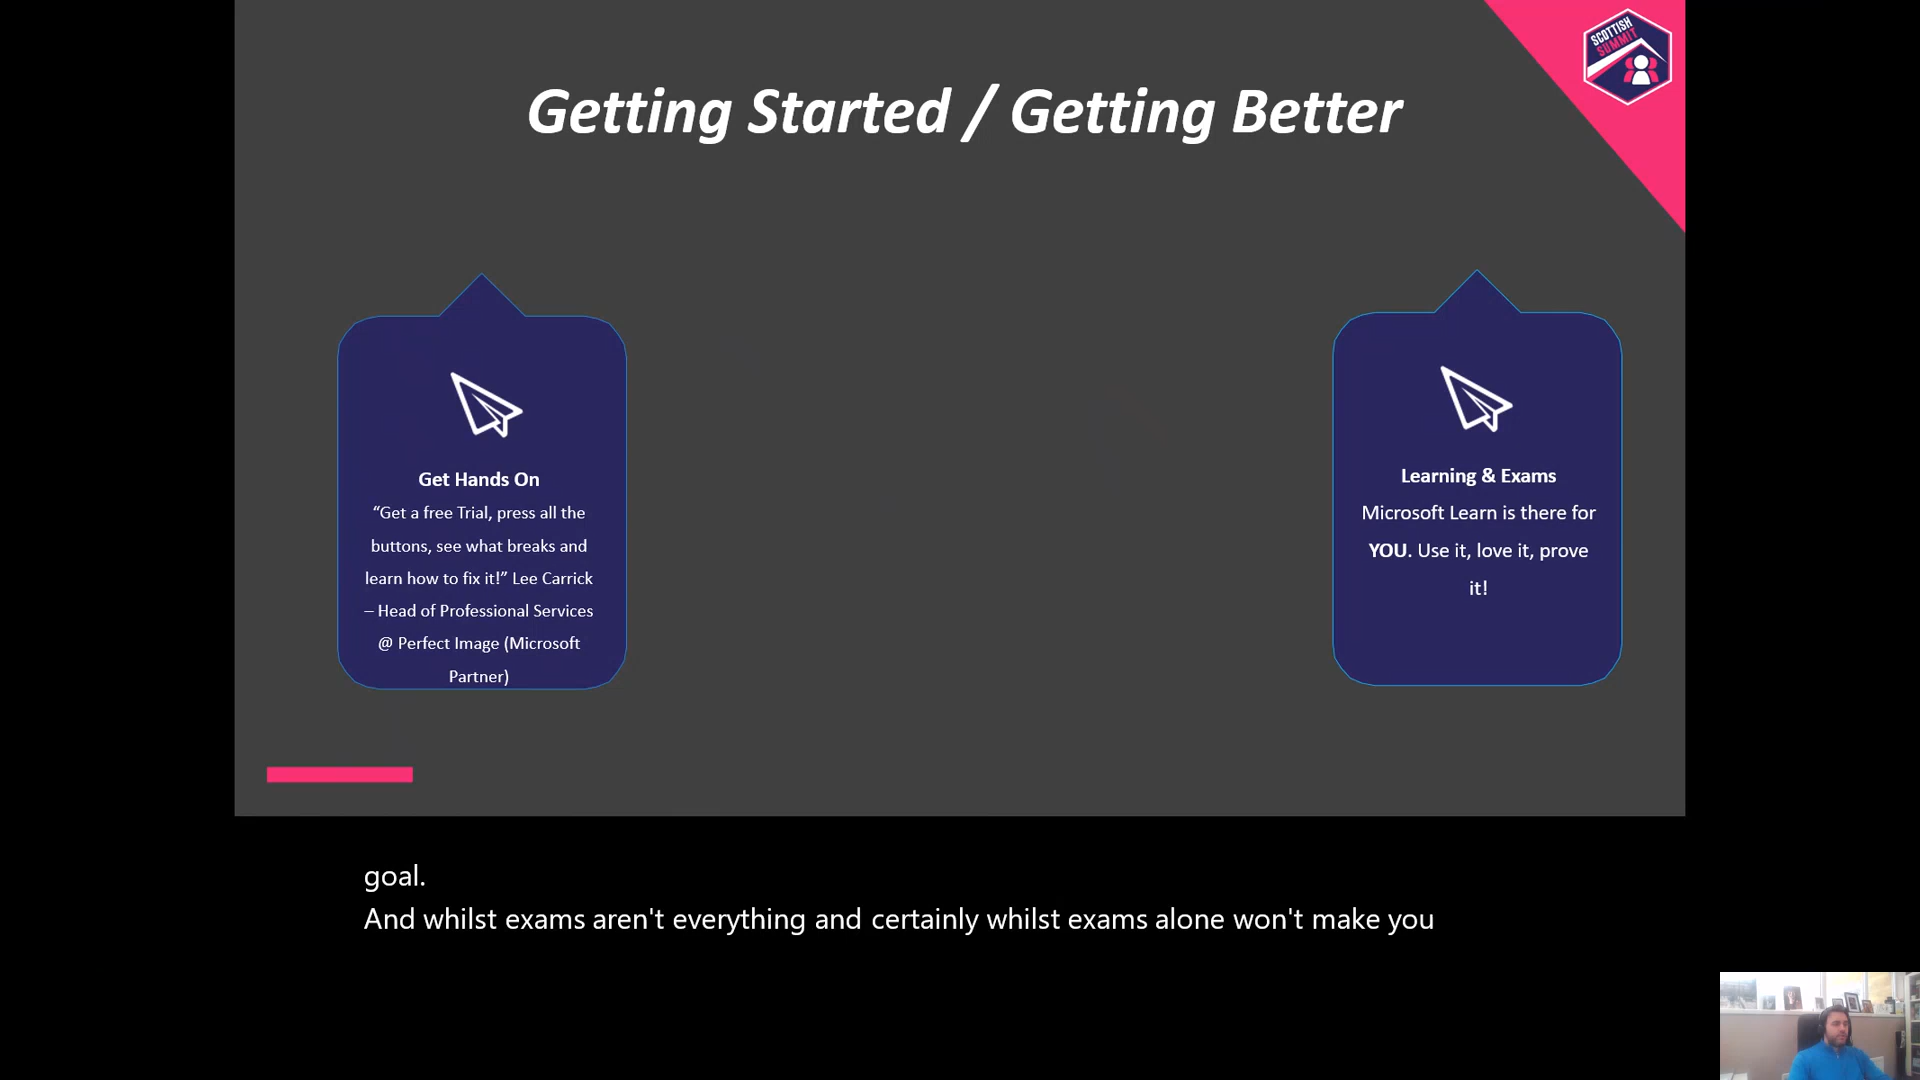 SCOTTISH
SUMMIT
Getting Started / Getting Better
Get Hands On
“Get a free Trial, press all the
buttons, see what breaks and
learn how to fix it!” Lee Carrick
– Head of Professional Services
@ Perfect Image (Microsoft
Partner)
Learning & Exams
Microsoft Learn is there for
YOU. Use it, love it, prove
it!
goal.
And whilst exams aren't everything and certainly whilst exams alone won't make you